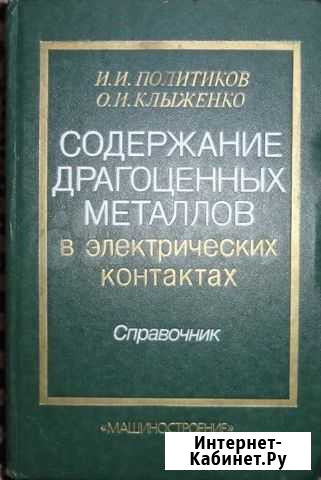 И.И. ПОЛИТИКОВ
О.И. КЛЫЖЕНКО
СОДЕРЖАНИЕ
ДРАГОЦЕННЫХ
МЕТАЛЛОВ
в электрических
контактах
Справочник
«МАШИНОСТРОЕНИЕ»
Интернет-
Кабинет.Ру